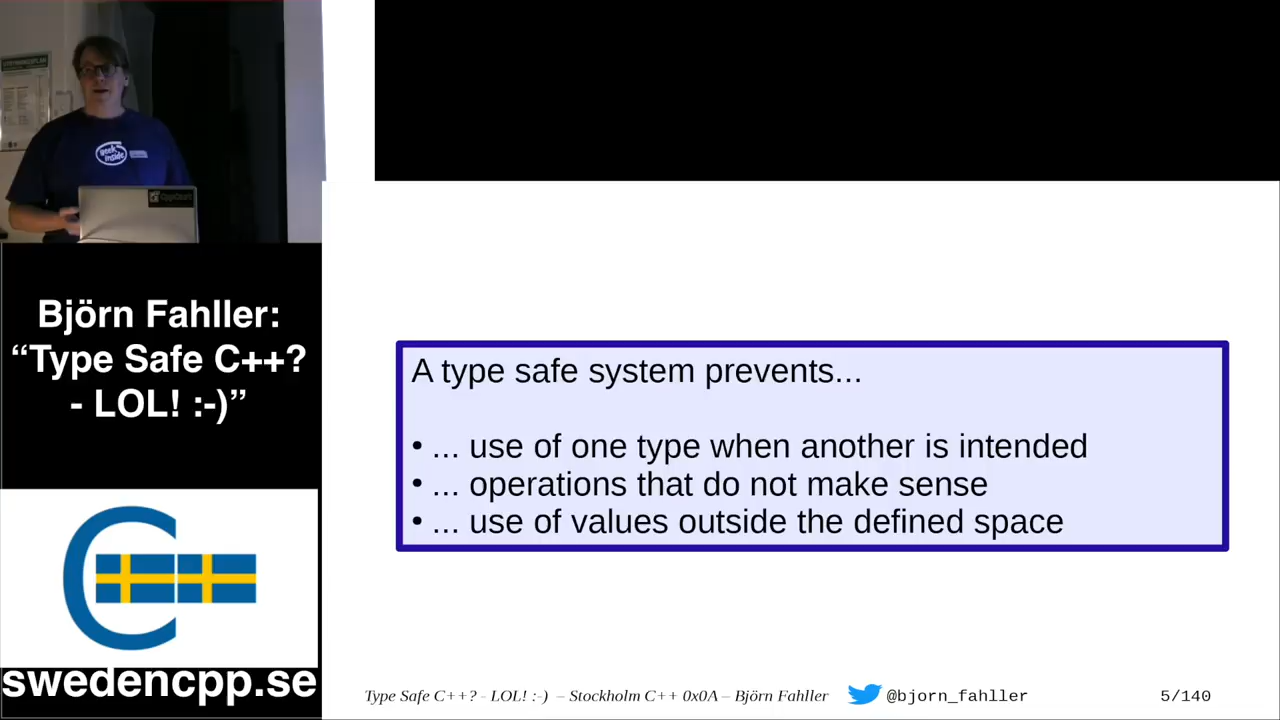 geek
inside
Björn Fahller:
“Type Safe C++?
- LOL! :-)”
swedencpp.se
A type safe system prevents...
• ... use of one type when another is intended
• ... operations that do not make sense
• ... use of values outside the defined space
Type Safe C++? - LOL! :-) – Stockholm C++ 0x0A – Björn Fahller
@bjorn_fahller
5/140